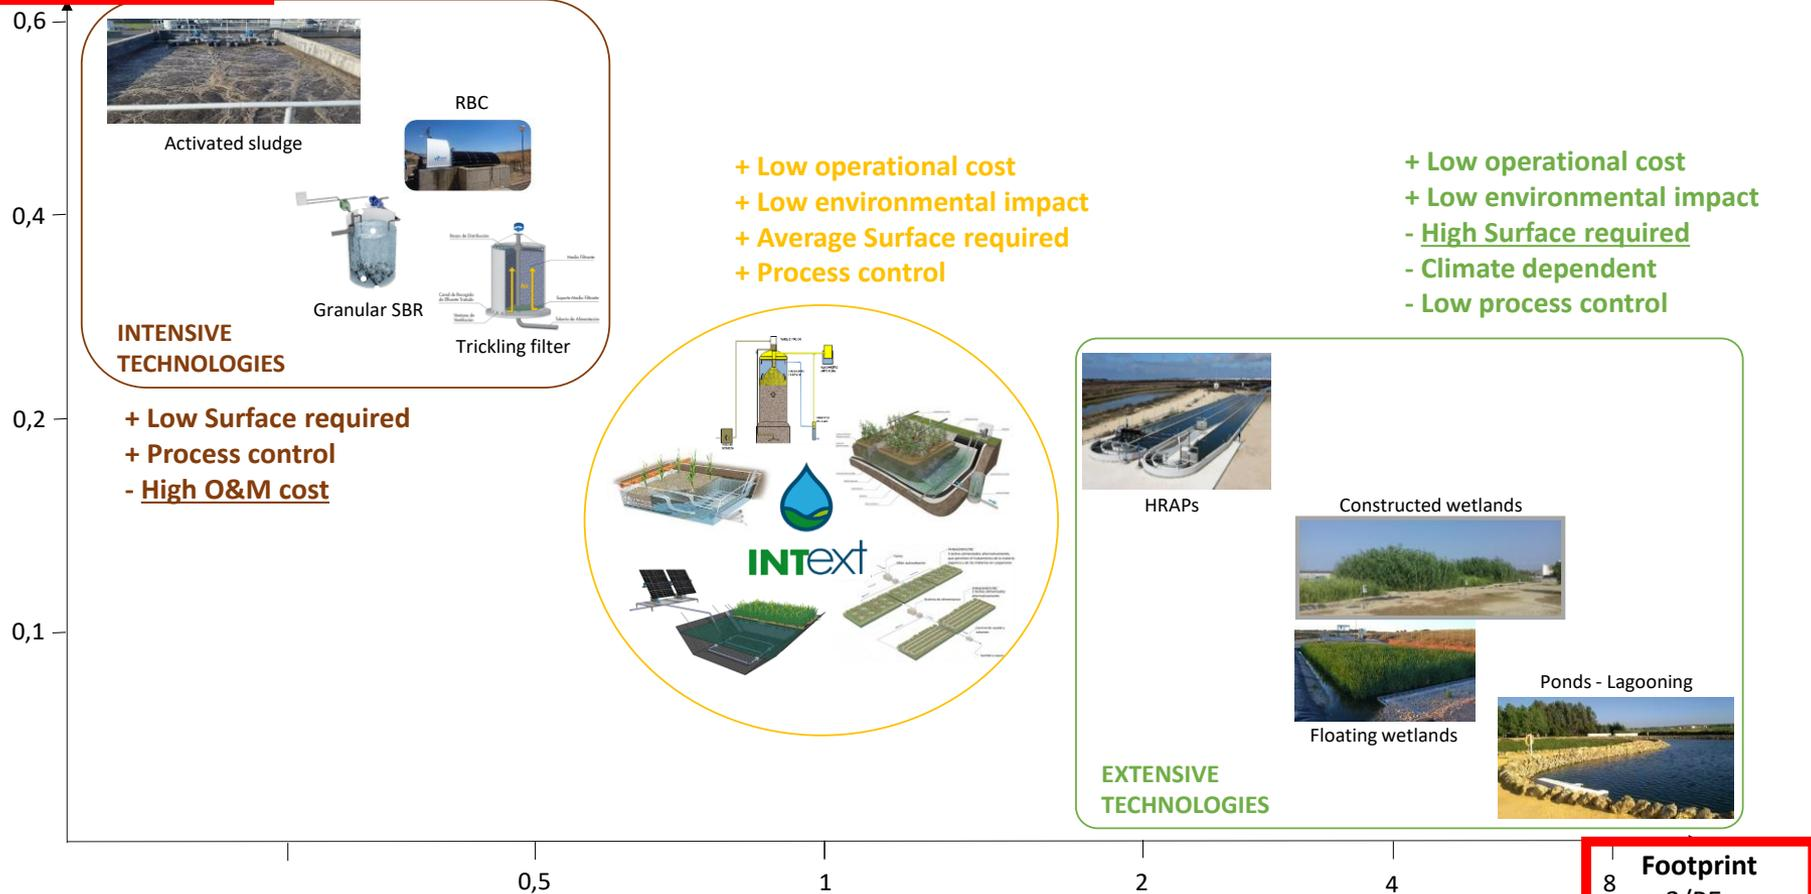 0,6
Activated sludge
RBC
Granular SBR
Trickling filter
INTENSIVE
TECHNOLOGIES
0,4
+ Low Surface required
+ Process control
- High O&M cost
0,2
0,1
+ Low operational cost
+ Low environmental impact
+ Average Surface required
+ Process control
INText
+ Low operational cost
+ Low environmental impact
- High Surface required
- Climate dependent
- Low process control
HRAPs
Constructed wetlands
Floating wetlands
Ponds - Lagooning
EXTENSIVE
TECHNOLOGIES
0,5
1
2
4
8
Footprint